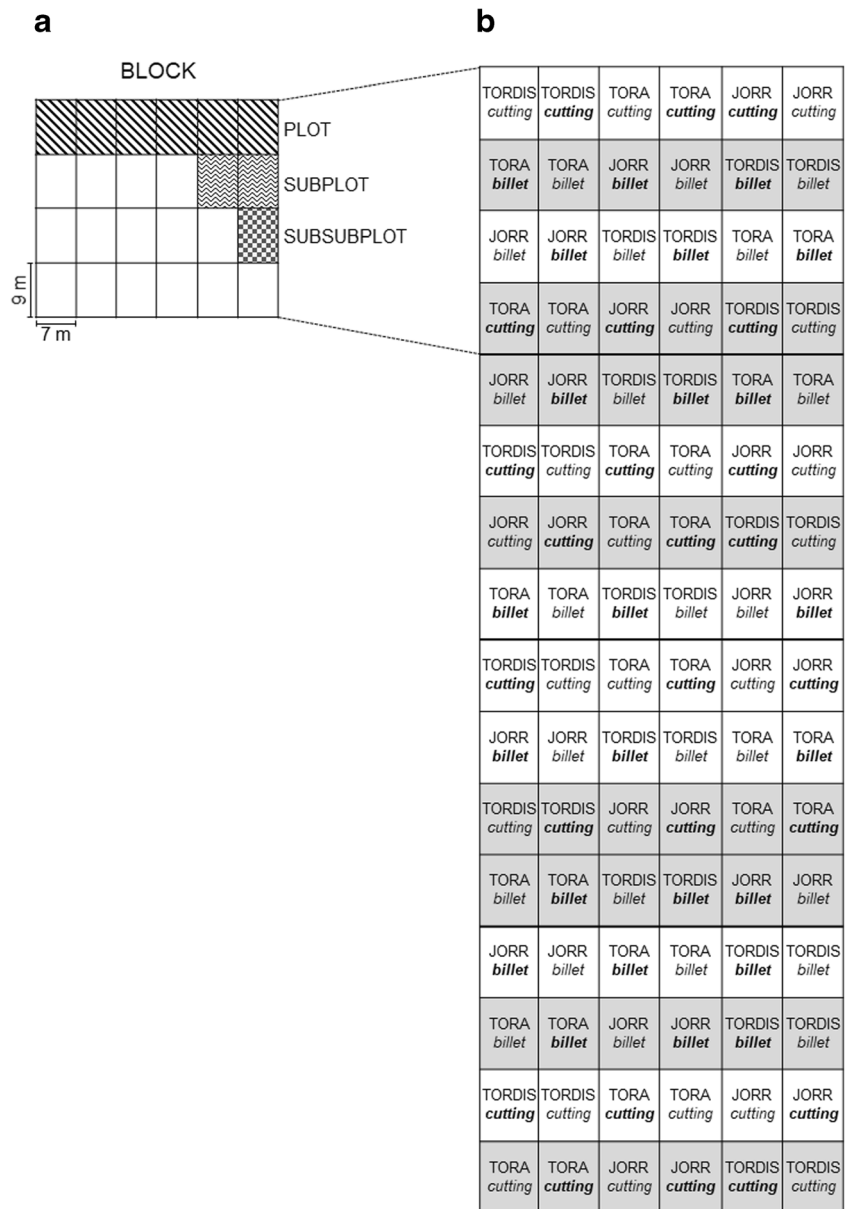 a
b
BLOCK
PLOT
SUBPLOT
SUBSUBPLOT
9 m
7 m
TORDIS TORDIS TORA TORA JORR JORR
cutting cutting cutting cutting cutting cutting
TORA TORA JORR JORR TORDIS TORDIS
billet billet billet billet billet billet
JORR JORR TORDIS TORDIS TORA TORA
billet billet billet billet billet billet
TORA TORA JORR JORR TORDIS TORDIS
cutting cutting cutting cutting cutting cutting
JORR JORR TORDIS TORDIS TORA TORA
billet billet billet billet billet billet
TORDIS TORDIS TORA TORA JORR JORR
cutting cutting cutting cutting cutting cutting
JORR JORR TORA TORA TORDIS TORDIS
cutting cutting cutting cutting cutting cutting
TORA TORA TORDIS TORDIS JORR JORR
billet billet billet billet billet billet
TORDIS TORDIS TORA TORA JORR JORR
cutting cutting cutting cutting cutting cutting
JORR JORR TORDIS TORDIS TORA TORA
billet billet billet billet billet billet
TORDIS TORDIS JORR JORR TORA TORA
cutting cutting cutting cutting cutting cutting
TORA TORA TORDIS TORDIS JORR JORR
billet billet billet billet billet billet
JORR JORR TORA TORA TORDIS TORDIS
billet billet billet billet billet billet
TORA TORA JORR JORR TORDIS TORDIS
billet billet billet billet billet billet
TORDIS TORDIS TORA TORA JORR JORR
cutting cutting cutting cutting cutting cutting
TORA TORA JORR JORR TORDIS TORDIS
cutting cutting cutting cutting cutting cutting